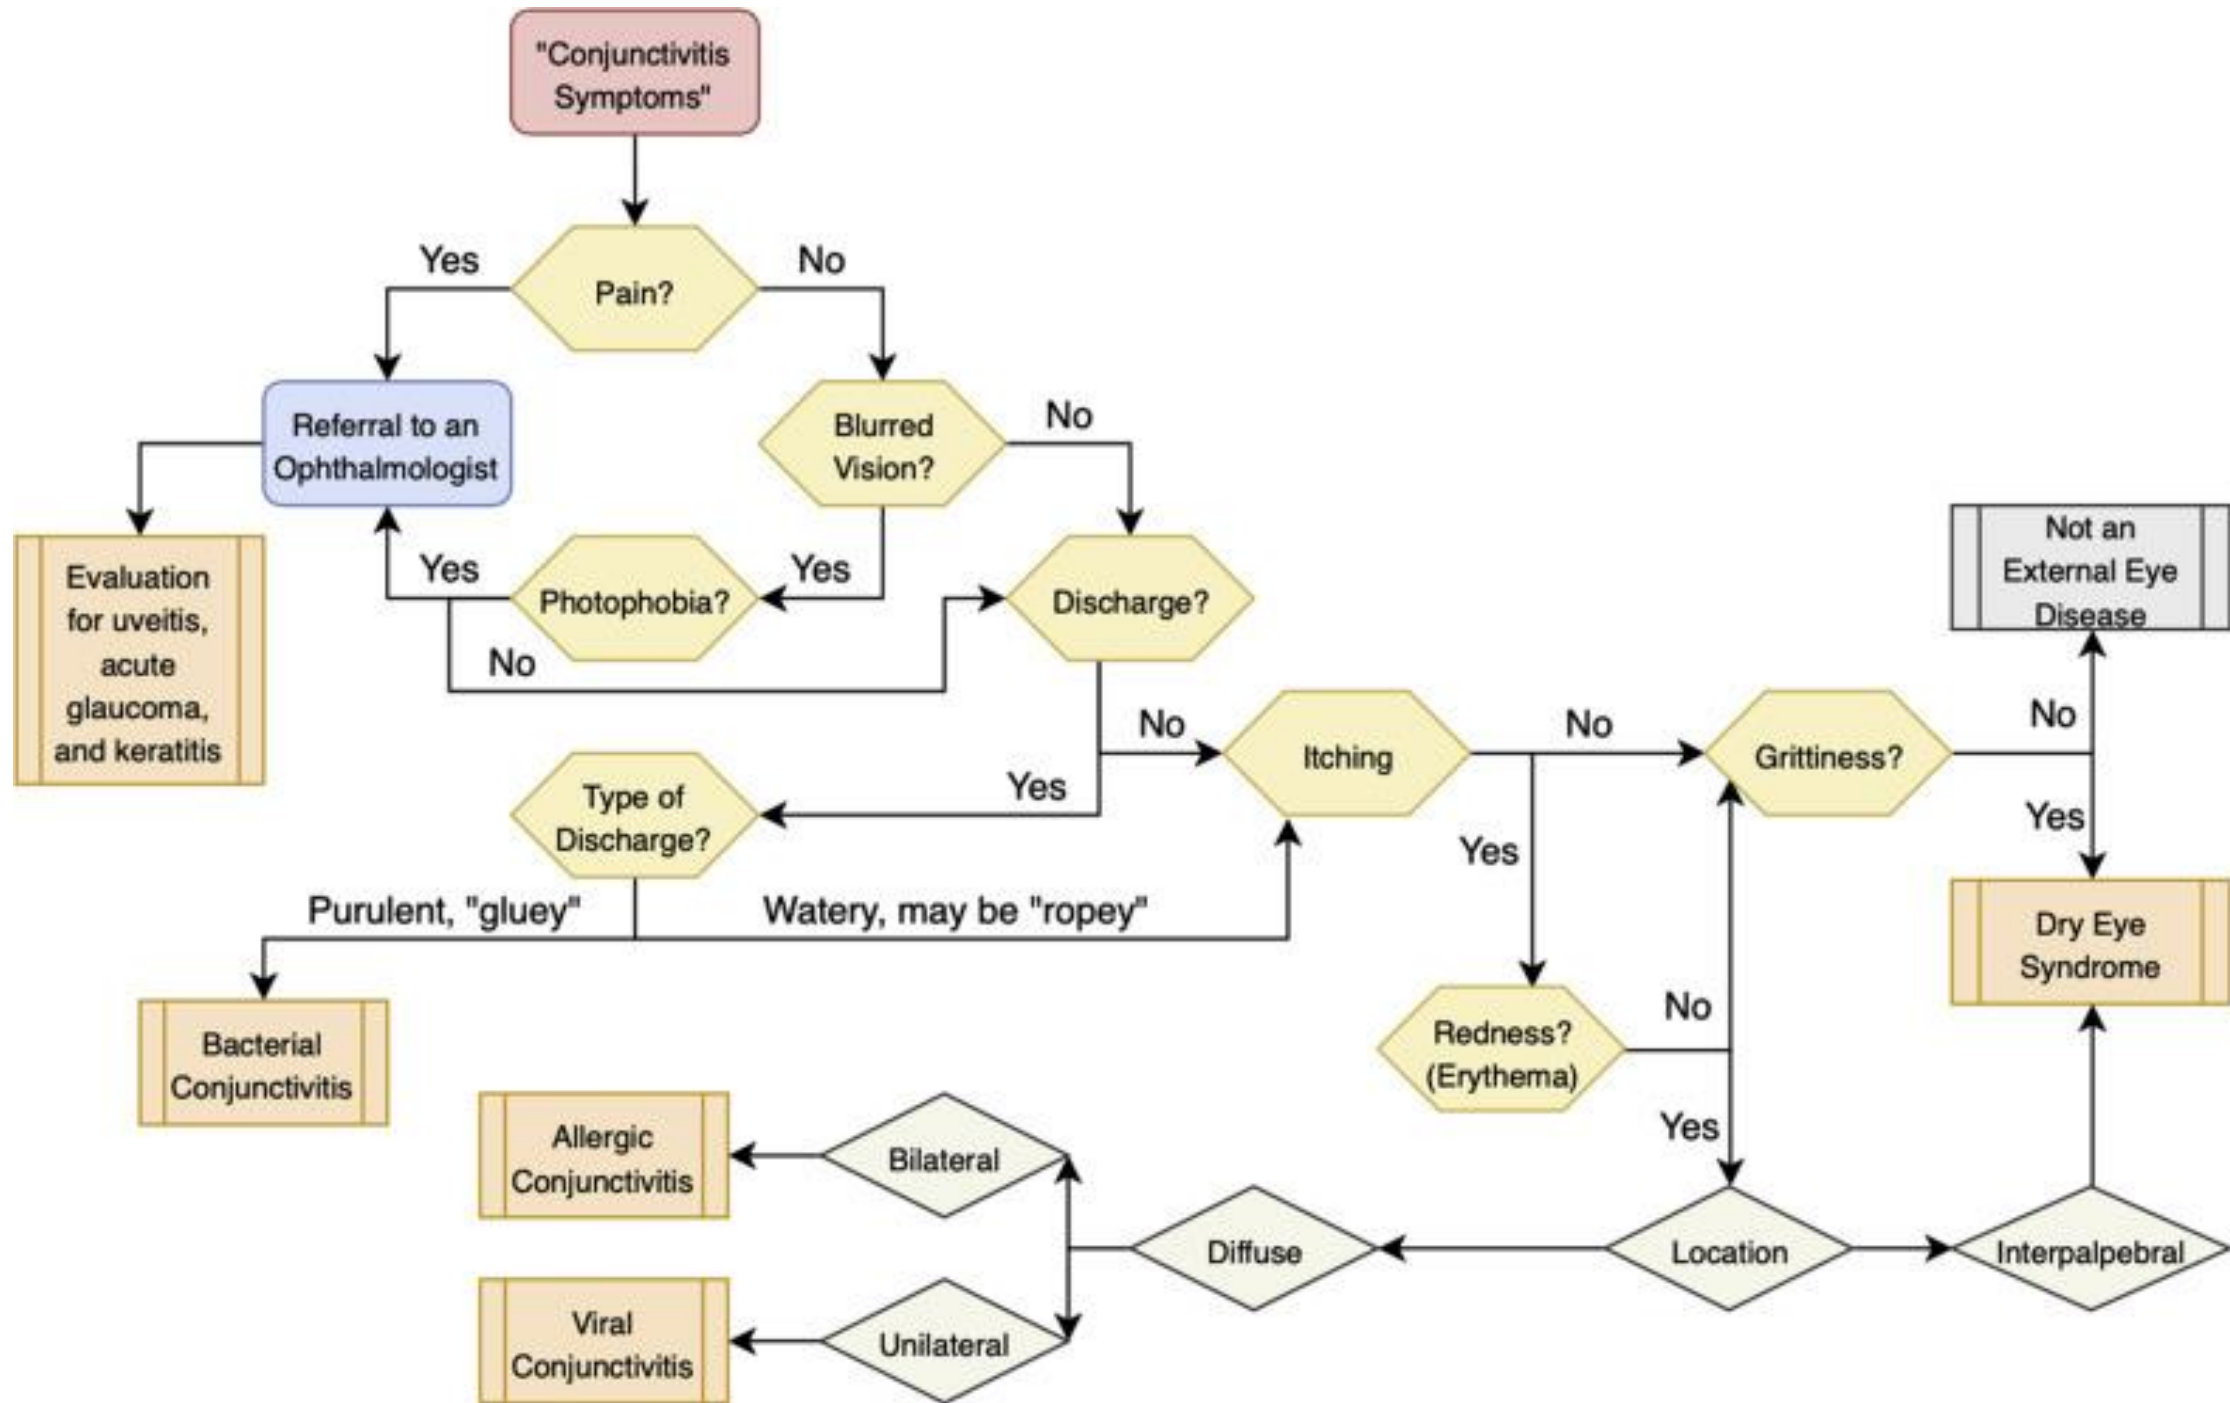 "Conjunctivitis
Symptoms"
Yes
No
Pain?
Referral to an
Ophthalmologist
Blurred
Vision?
No
Evaluation
for uveitis,
acute
glaucoma,
and keratitis
Yes
Photophobia?
Yes
Discharge?
No
Not an
External Eye
Disease
No
Itching
No
Grittiness?
No
Type of
Discharge?
Yes
Yes
Yes
Purulent, "gluey"
Watery, may be "ropey"
Dry Eye
Syndrome
Bacterial
Conjunctivitis
Redness?
(Erythema)
No
Yes
Allergic
Conjunctivitis
Bilateral
Diffuse
Location
Interpalpebral
Viral
Conjunctivitis
Unilateral